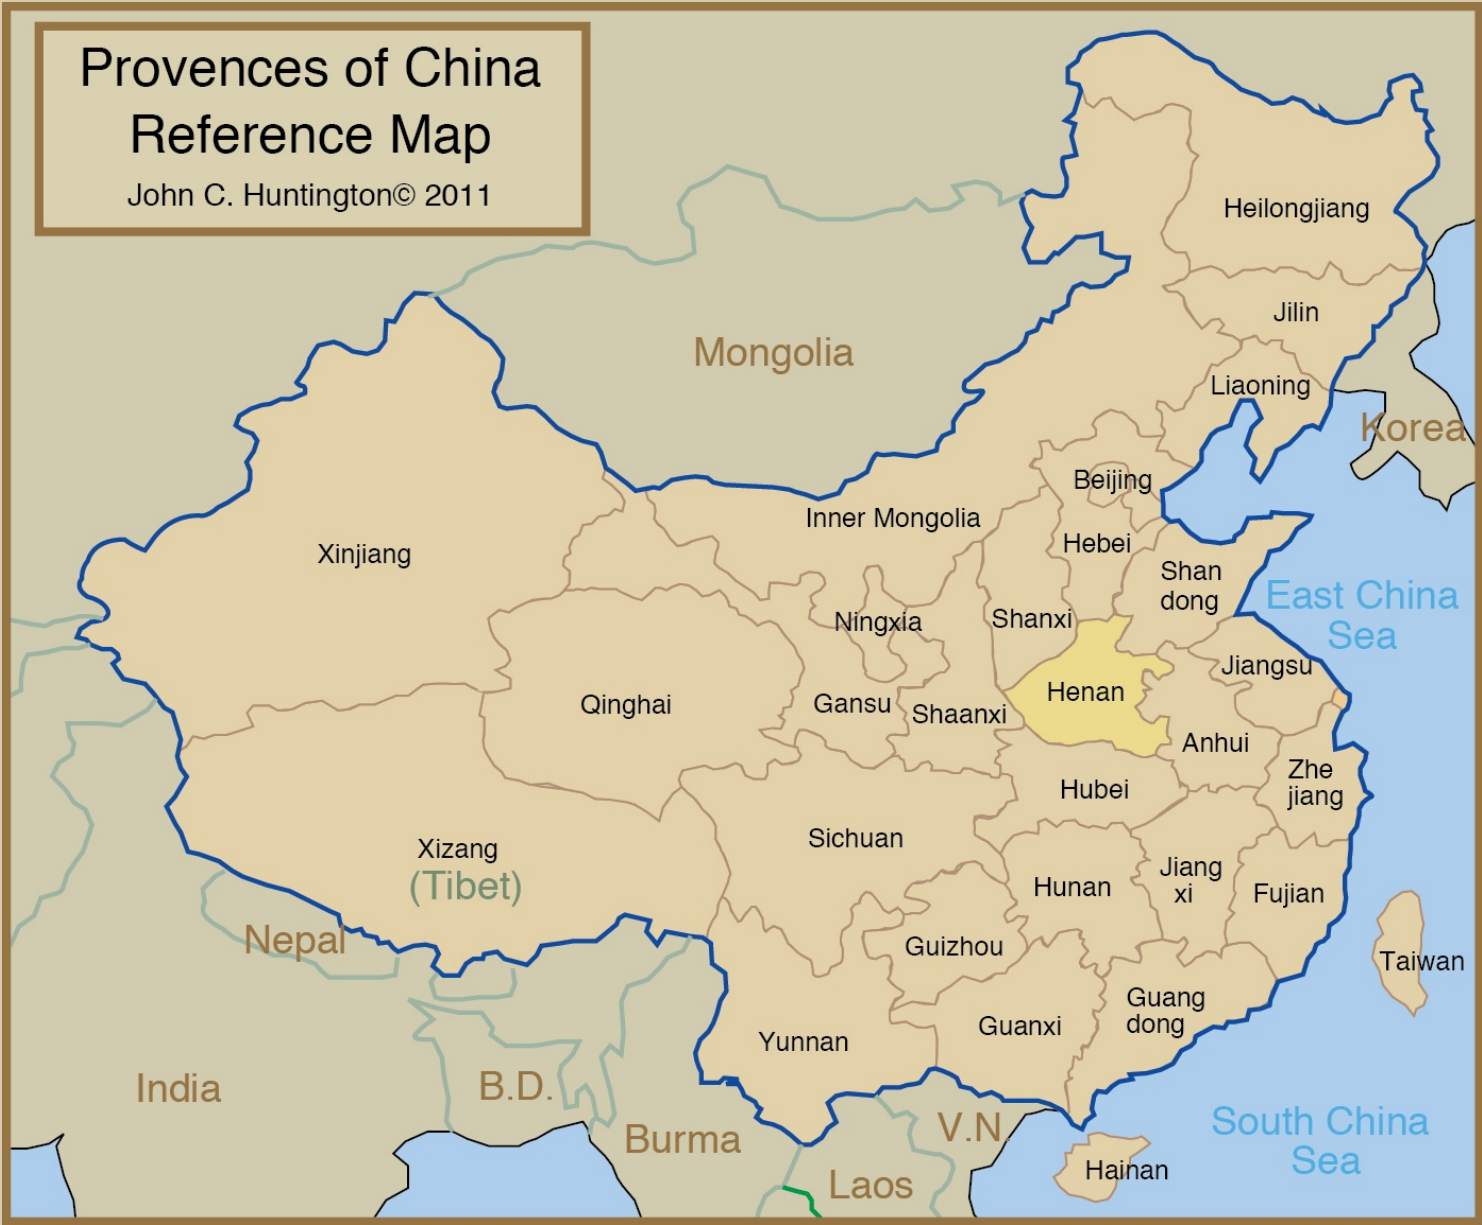 Provences of China
Reference Map
John C. Huntington© 2011
Heilongjiang
Jilin
Mongolia
Liaoning
Korea
Beijing
Inner Mongolia
Xinjiang
Hebei
Shan
dong
East China
Sea
Ningxia
Shanxi
Jiangsu
Qinghai
Gansu
Shaanxi
Henan
Anhui
Zhe
jiang
Hubei
Sichuan
Xizang
(Tibet)
Hunan
Jiang
xi
Fujian
Nepal
Guizhou
Taiwan
Yunnan
Guanxi
Guang
dong
India
B.D.
Burma
V.N.
South China
Sea
Laos
Hainan